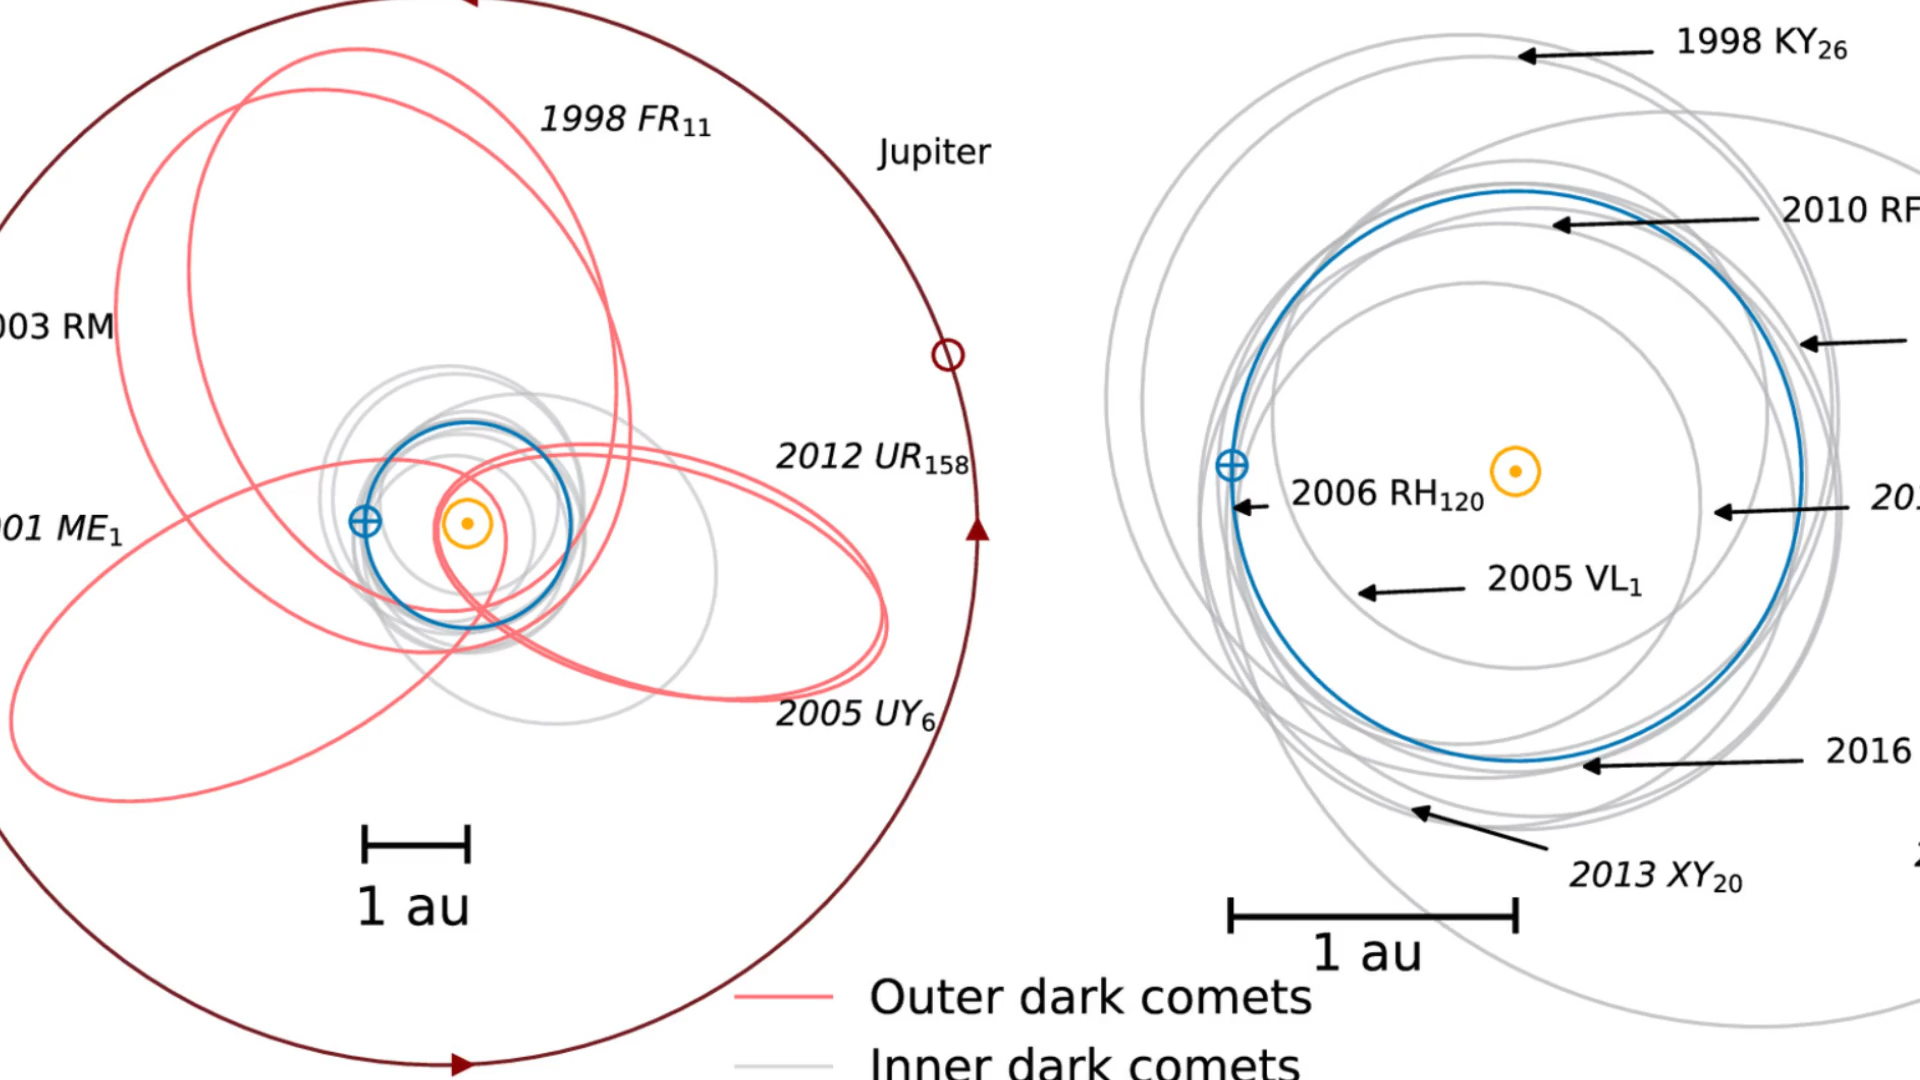 1998 KY₂₆
1998 FR₁₁
Jupiter
2010 RF
003 RM
2012 UR₁₅₈
2006 RH₁₂₀
201
01 ME₁
2005 VL₁
2005 UY₆
2016
2013 XY₂₀
1 au
1 au
Outer dark comets
Inner dark comets